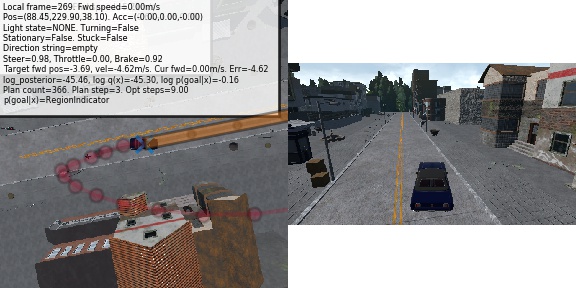 Local frame=269. Fwd speed=0.00m/s
Pos=(88.45,229.90,38.10). Acc=(-0.00,0.00,-0.00)
Light state=NONE. Turning=False
Stationary=False. Stuck=False
Direction string=empty
Steer=0.98, Throttle=0.00, Brake=0.92
Target fwd pos=-3.69, vel=-4.62m/s. Cur fwd=0.00m/s. Err=-4.62
log_posterior=-45.46, log q(x)=-45.30, log p(goal|x)=-0.16
Plan count=366. Plan step=3. Opt steps=9.00
p(goal|x)=RegionIndicator